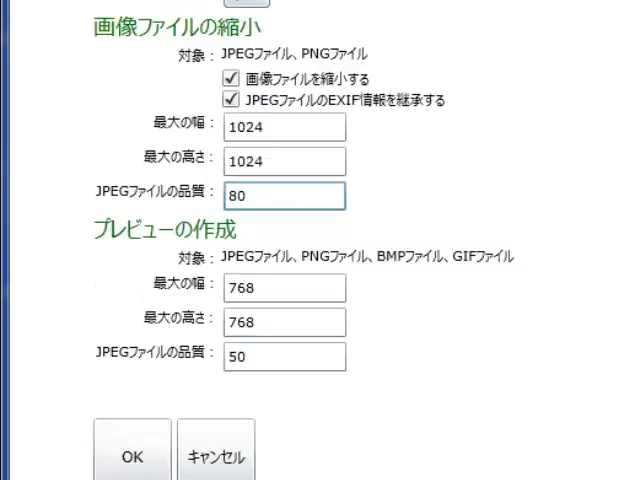 画像ファイルの縮小
対象： JPEGファイル、PNGファイル
画像ファイルを縮小する
JPEGファイルのEXIF情報を継承する
最大の幅： 1024
最大の高さ： 1024
JPEGファイルの品質： 80
プレビューの作成
対象： JPEGファイル、PNGファイル、BMPファイル、GIFファイル
最大の幅： 768
最大の高さ： 768
JPEGファイルの品質： 50
OK キャンセル